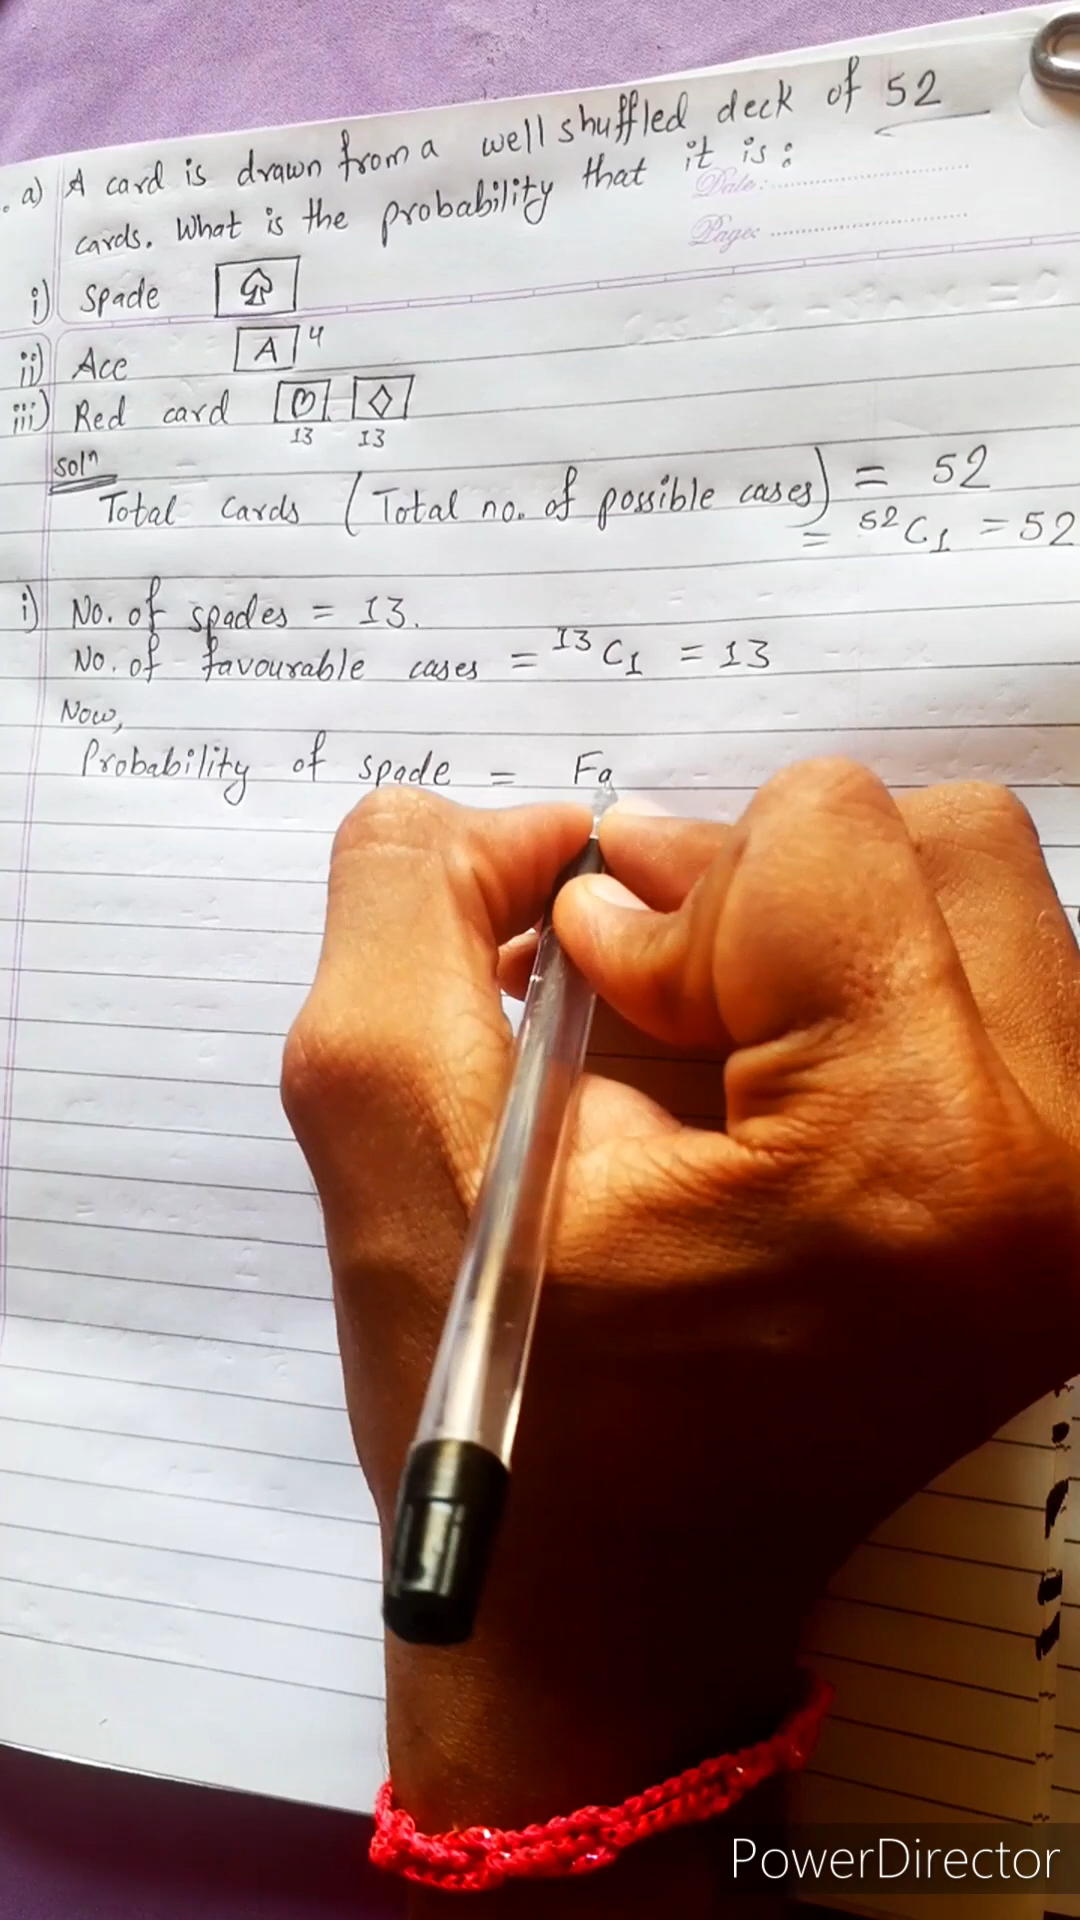 . a) A card is drawn from a well shuffled deck of 52
cards. What is the probability that it is :
Date :
Page:
i) Spade
ii) Ace A 4
iii) Red card
13 13
Solⁿ
Total Cards (Total no. of possible cases) = 52
= ⁵²C₁ = 52
i) No. of spades = 13.
No. of favourable cases = ¹³C₁ = 13
Now,
Probability of spade = Fa
PowerDirector